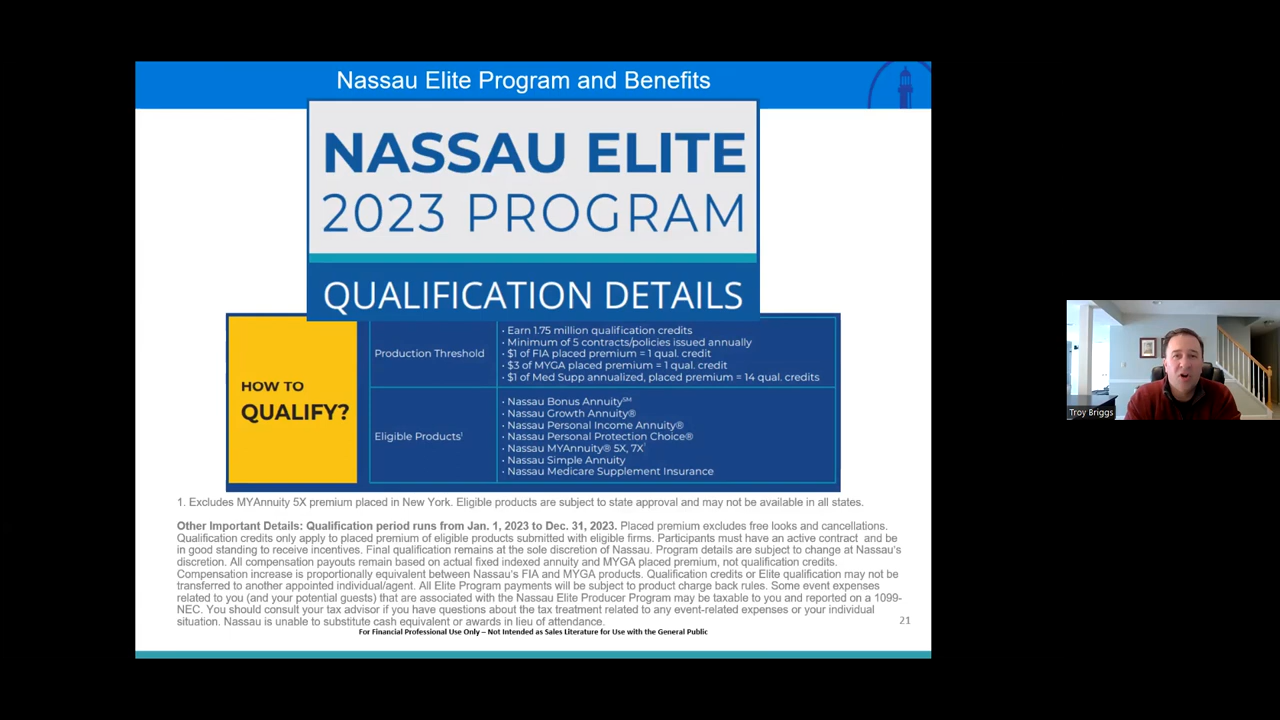 Nassau Elite Program and Benefits
NASSAU ELITE
2023 PROGRAM
QUALIFICATION DETAILS
HOW TO
QUALIFY?
Production Threshold
· Earn 1.75 million qualification credits
· Minimum of 5 contracts/policies issued annually
· $1 of FIA placed premium = 1 qual. credit
· $3 of MYGA placed premium = 1 qual. credit
· $1 of Med Supp annualized, placed premium = 14 qual. credits
Eligible Products¹
· Nassau Bonus Annuity℠
· Nassau Growth Annuity®
· Nassau Personal Income Annuity®
· Nassau Personal Protection Choice®
· Nassau MYAnnuity® 5X, 7X¹
· Nassau Simple Annuity
· Nassau Medicare Supplement Insurance
1. Excludes MYAnnuity 5X premium placed in New York. Eligible products are subject to state approval and may not be available in all states.
Other Important Details: Qualification period runs from Jan. 1, 2023 to Dec. 31, 2023. Placed premium excludes free looks and cancellations.
Qualification credits only apply to placed premium of eligible products submitted with eligible firms. Participants must have an active contract and be
in good standing to receive incentives. Final qualification remains at the sole discretion of Nassau. Program details are subject to change at Nassau's
discretion. All compensation payouts remain based on actual fixed indexed annuity and MYGA placed premium, not qualification credits.
Compensation increase is proportionally equivalent between Nassau's FIA and MYGA products. Qualification credits or Elite qualification may not be
transferred to another appointed individual/agent. All Elite Program payments will be subject to product charge back rules. Some event expenses
related to you (and your potential guests) that are associated with the Nassau Elite Producer Program may be taxable to you and reported on a 1099-
NEC. You should consult your tax advisor if you have questions about the tax treatment related to any event-related expenses or your individual
situation. Nassau is unable to substitute cash equivalent or awards in lieu of attendance.
21
For Financial Professional Use Only – Not Intended as Sales Literature for Use with the General Public
Troy Briggs